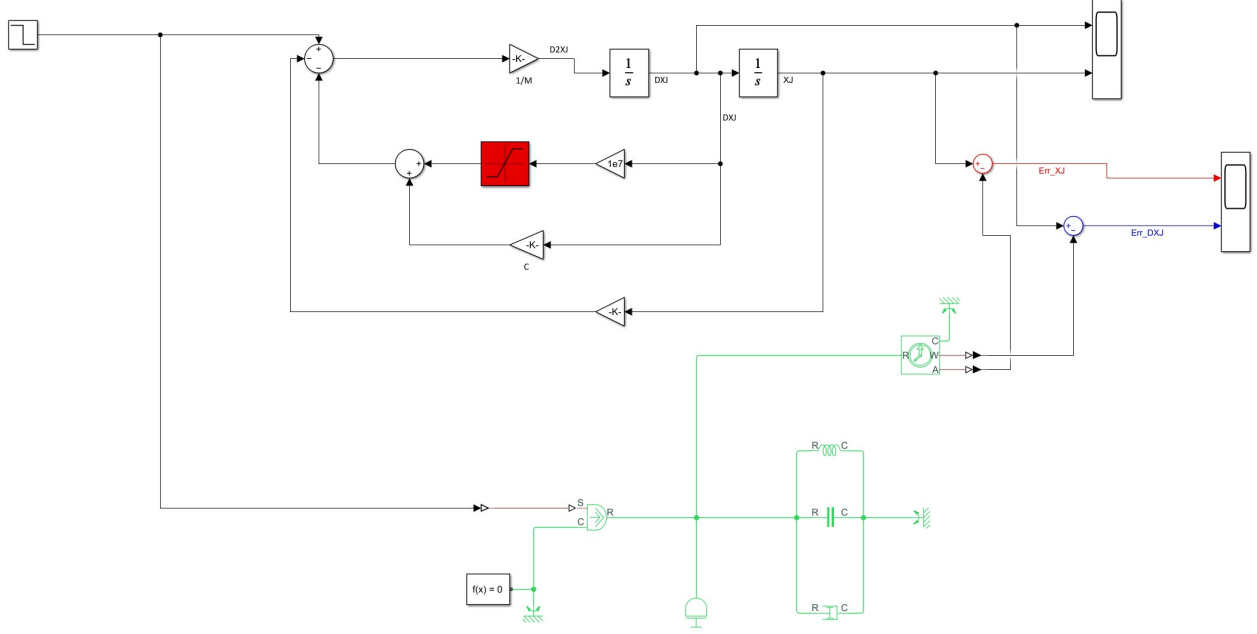 +
−
−
-K-
1/M
D2XJ
1
s
DXJ
1
s
XJ
DXJ
+
+
1e7
-K-
C
-K-
+
−
Err_XJ
+
−
Err_DXJ
R
C
W
A
R C
S
C
R
R C
f(x) = 0
R C